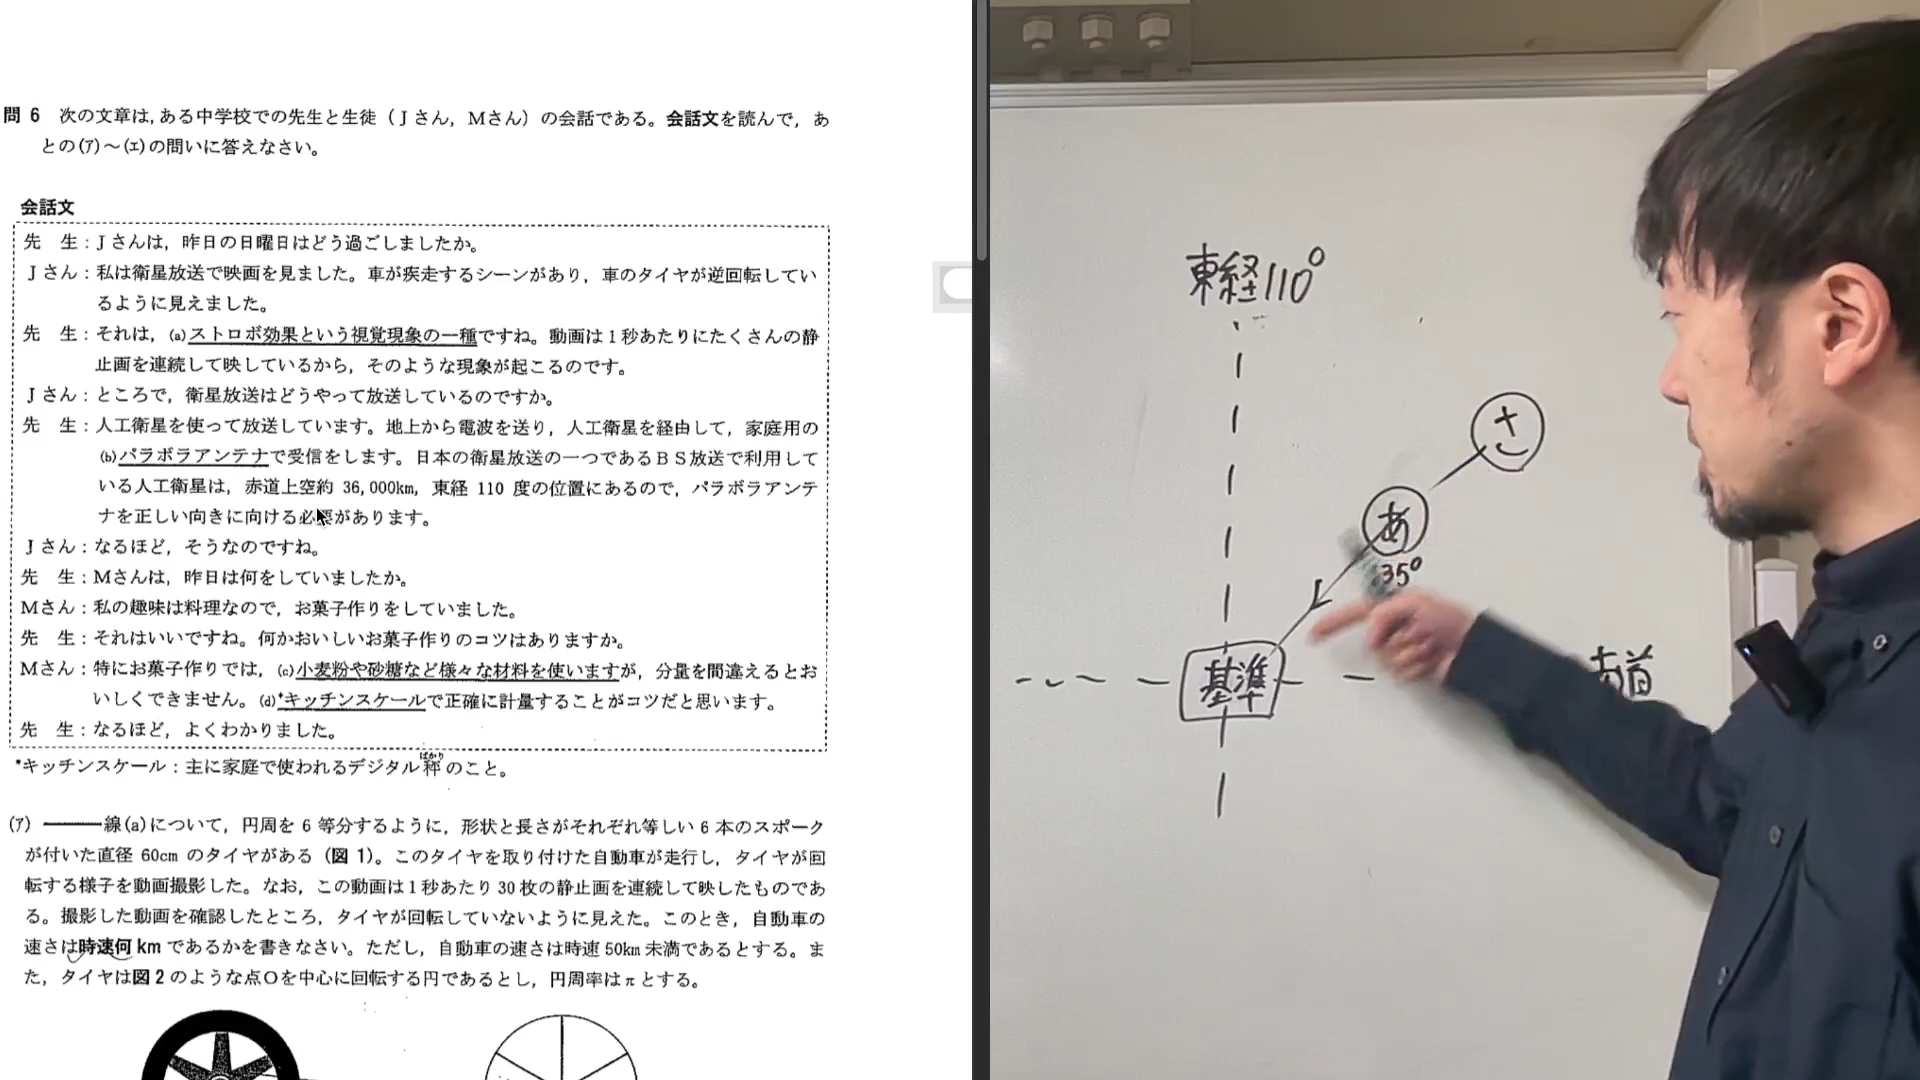 問 6 次の文章は,ある中学校での先生と生徒(Jさん,Mさん)の会話である。会話文を読んで,あ
との(ｱ)～(ｴ)の問いに答えなさい。
会話文
先 生：Jさんは，昨日の日曜日はどう過ごしましたか。
Jさん：私は衛星放送で映画を見ました。車が疾走するシーンがあり，車のタイヤが逆回転してい
るように見えました。
先 生：それは，(a)ストロボ効果という視覚現象の一種ですね。動画は1秒あたりにたくさんの静
止画を連続して映しているから，そのような現象が起こるのです。
Jさん：ところで，衛星放送はどうやって放送しているのですか。
先 生：人工衛星を使って放送しています。地上から電波を送り，人工衛星を経由して，家庭用の
(b)パラボラアンテナで受信をします。日本の衛星放送の一つであるBS放送で利用して
いる人工衛星は，赤道上空約 36,000km，東経 110 度の位置にあるので，パラボラアンテ
ナを正しい向きに向ける必要があります。
Jさん：なるほど，そうなのですね。
先 生：Mさんは，昨日は何をしていましたか。
Mさん：私の趣味は料理なので，お菓子作りをしていました。
先 生：それはいいですね。何かおいしいお菓子作りのコツはありますか。
Mさん：特にお菓子作りでは，(c)小麦粉や砂糖など様々な材料を使いますが，分量を間違えるとお
いしくできません。(d)*キッチンスケールで正確に計量することがコツだと思います。
先 生：なるほど，よくわかりました。
*キッチンスケール：主に家庭で使われるデジタル秤のこと。
ばかり
(ｱ) ――線(a)について，円周を 6 等分するように，形状と長さがそれぞれ等しい 6 本のスポーク
が付いた直径 60cm のタイヤがある（図 1）。このタイヤを取り付けた自動車が走行し，タイヤが回
転する様子を動画撮影した。なお，この動画は1秒あたり 30 枚の静止画を連続して映したものであ
る。撮影した動画を確認したところ，タイヤが回転していないように見えた。このとき，自動車の
速さは時速何 km であるかを書きなさい。ただし，自動車の速さは時速 50km 未満であるとする。ま
た，タイヤは図 2 のような点Oを中心に回転する円であるとし，円周率はπとする。
東経110°
さ
あ
35°
基準
赤道